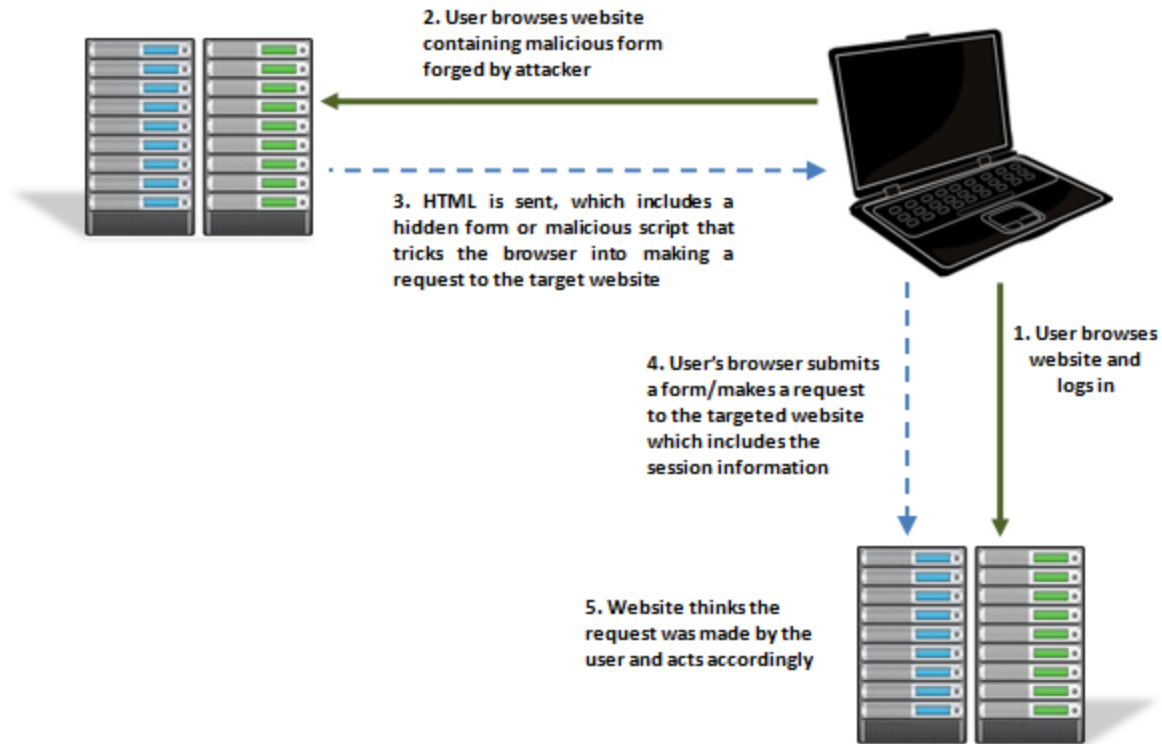 2. User browses website
containing malicious form
forged by attacker
3. HTML is sent, which includes a
hidden form or malicious script that
tricks the browser into making a
request to the target website
1. User browses
website and
logs in
4. User's browser submits
a form/makes a request
to the targeted website
which includes the
session information
5. Website thinks the
request was made by the
user and acts accordingly